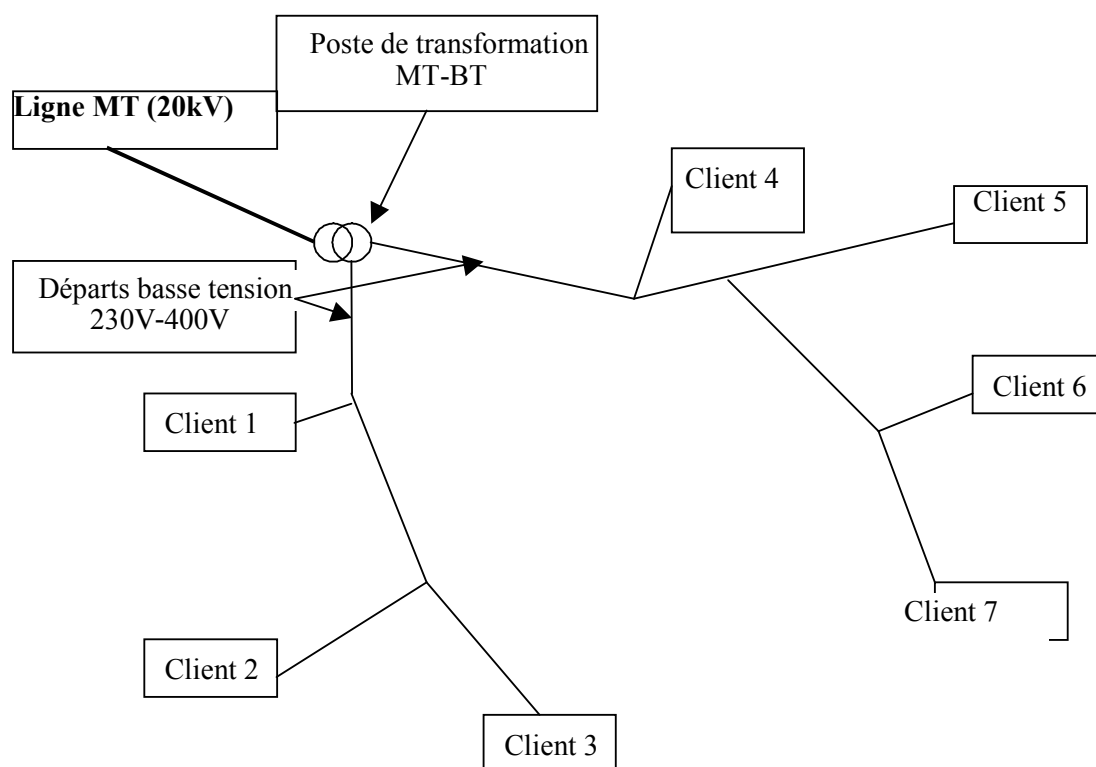 Poste de transformation
MT-BT
Ligne MT (20kV)
Client 4
Client 5
Départs basse tension
230V-400V
Client 6
Client 1
Client 7
Client 2
Client 3